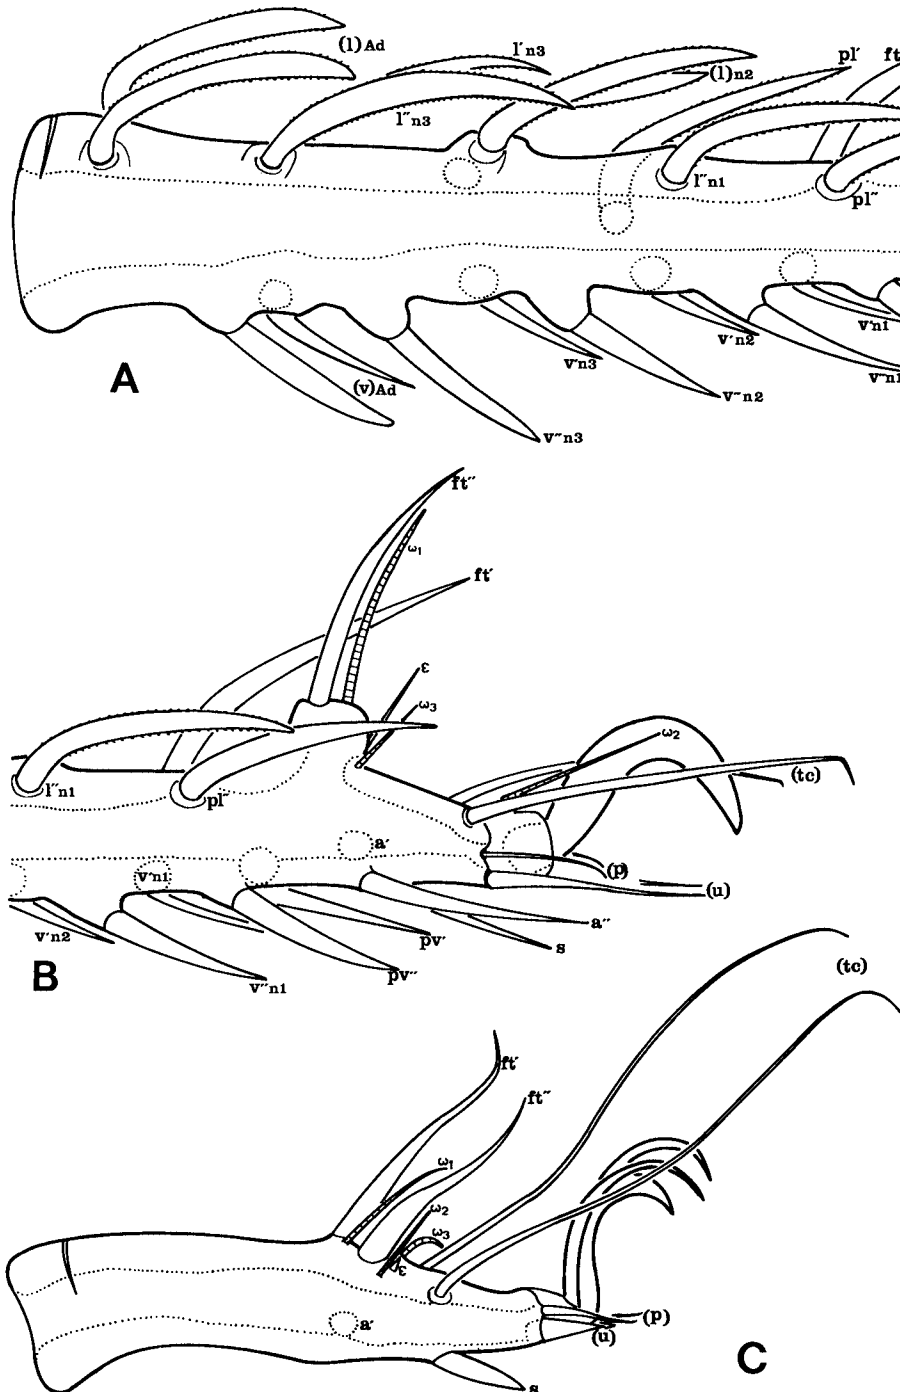 (l)Ad
l′n3
(l)n2
pl′
ft
l″n3
l″n1
pl″
v′n1
v′n2
v′n3
v″n1
(v)Ad
v″n2
v″n3
A
ft″
ω1
ft′
ε
ω3
ω2
(tc)
l″n1
pl″
a′
v′n1
(p)
(u)
v′n2
a″
pv′
s
pv″
v″n1
B
(tc)
ft′
ft″
ω1
ω2
ω3
ε
a′
(p)
(u)
C
s